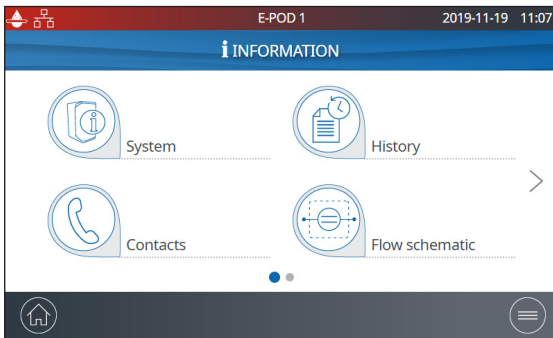 E-POD 1 2019-11-19 11:07
i INFORMATION
System History
Contacts Flow schematic